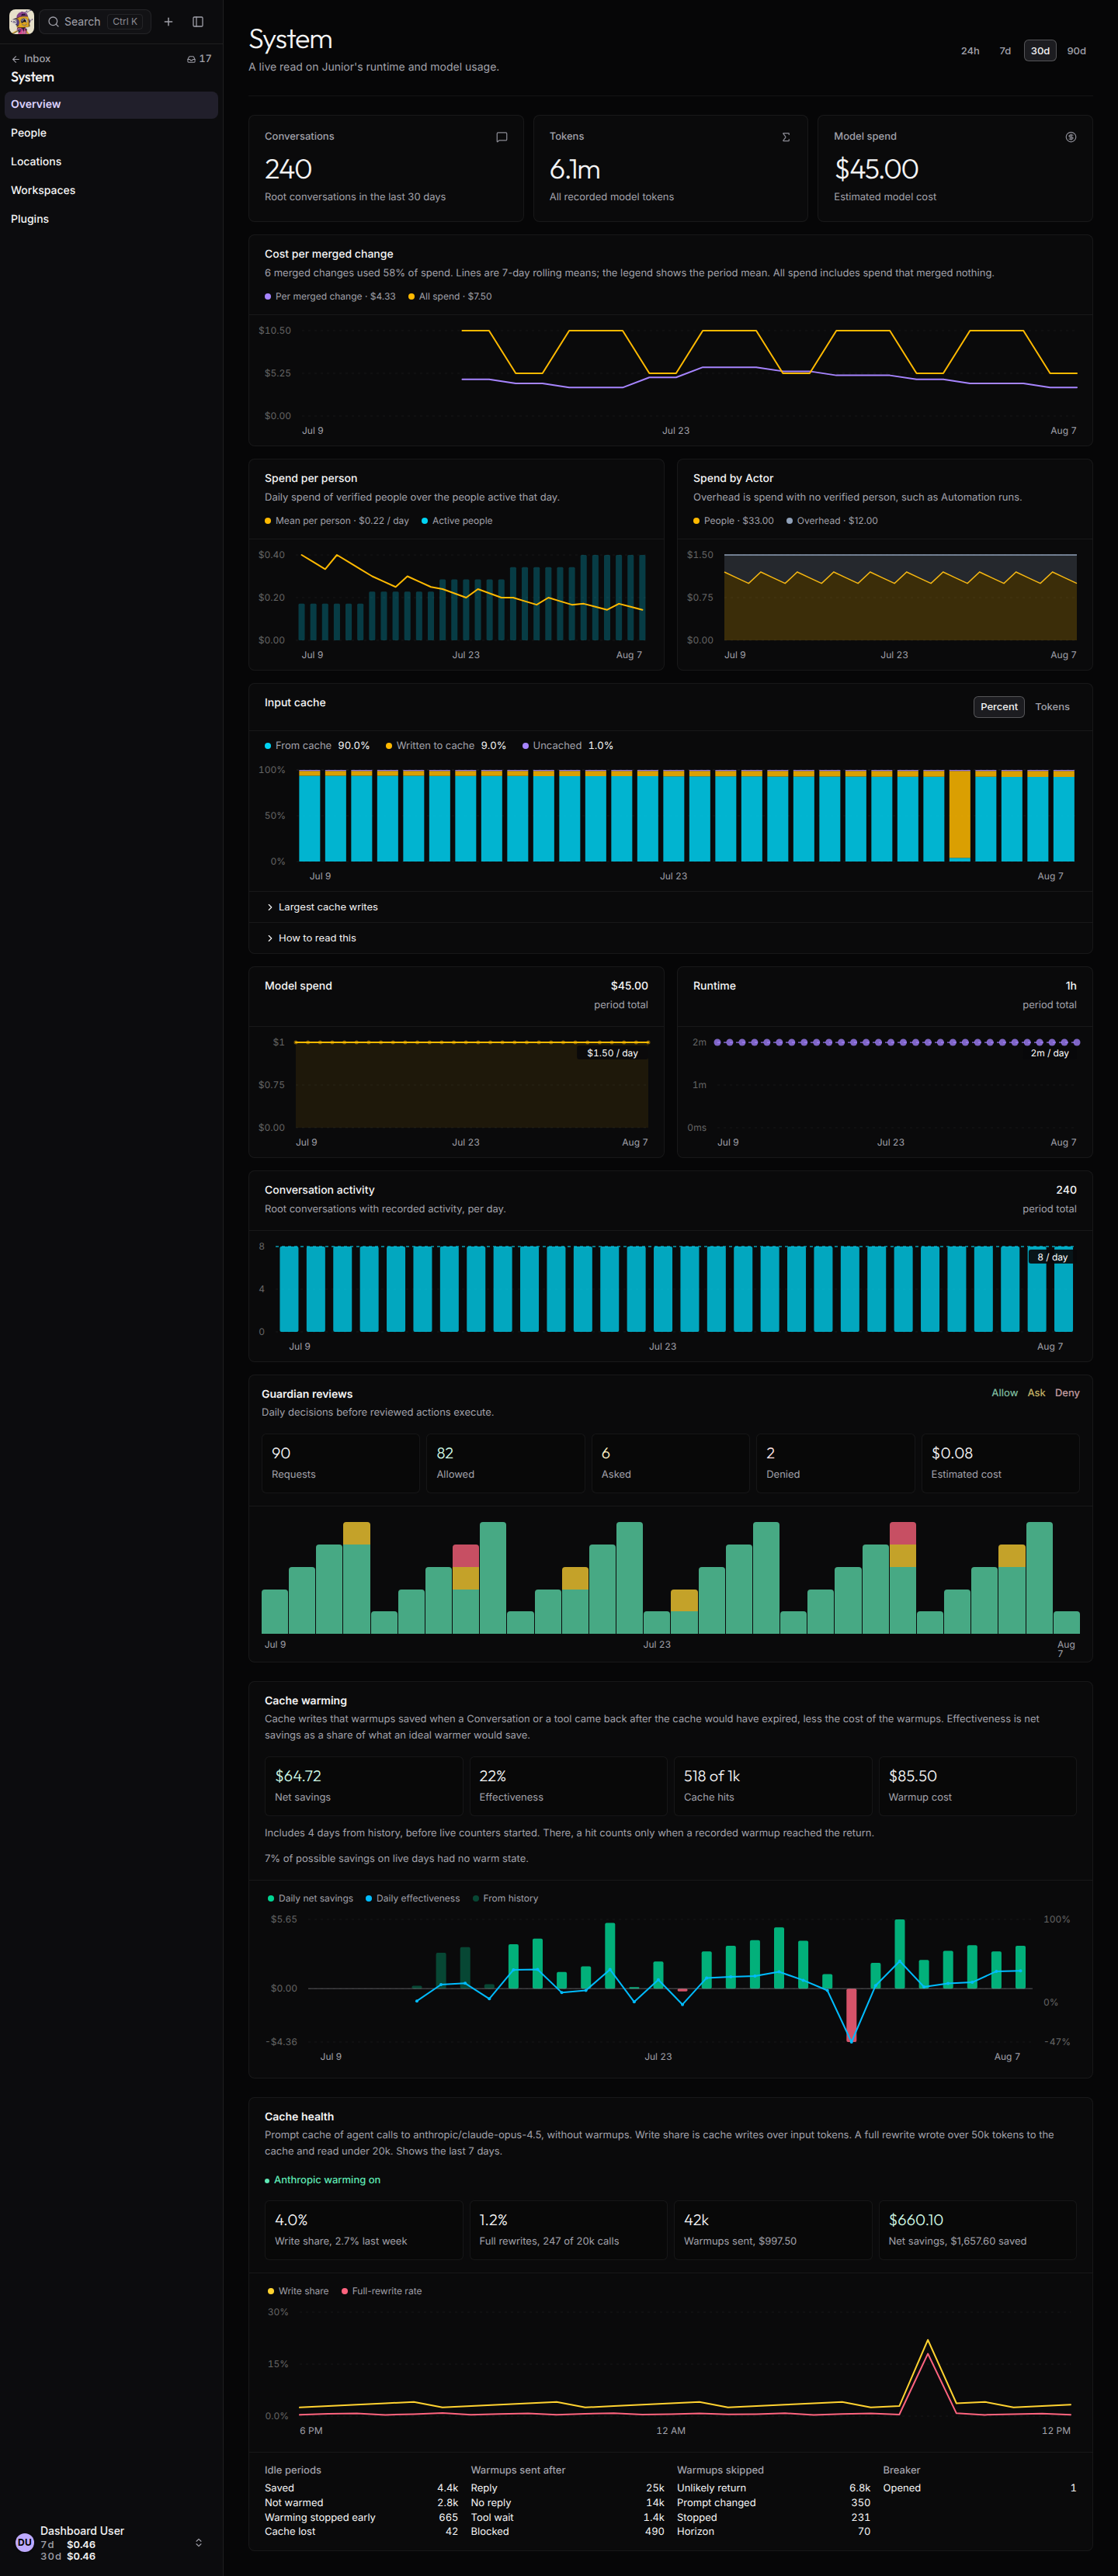 Search Ctrl K
← Inbox 17
System
Overview
People
Locations
Workspaces
Plugins
System
A live read on Junior's runtime and model usage.
24h 7d 30d 90d
Conversations
240
Root conversations in the last 30 days
Tokens
6.1m
All recorded model tokens
Model spend
$45.00
Estimated model cost
Cost per merged change
6 merged changes used 58% of spend. Lines are 7-day rolling means; the legend shows the period mean. All spend includes spend that merged nothing.
Per merged change · $4.33 All spend · $7.50
$10.50
$5.25
$0.00
Jul 9 Jul 23 Aug 7
Spend per person
Daily spend of verified people over the people active that day.
Mean per person · $0.22 / day Active people
$0.40
$0.20
$0.00
Jul 9 Jul 23 Aug 7
Spend by Actor
Overhead is spend with no verified person, such as Automation runs.
People · $33.00 Overhead · $12.00
$1.50
$0.75
$0.00
Jul 9 Jul 23 Aug 7
Input cache
Percent Tokens
From cache 90.0% Written to cache 9.0% Uncached 1.0%
100%
50%
0%
Jul 9 Jul 23 Aug 7
Largest cache writes
How to read this
Model spend $45.00
period total
$1
$0.75
$0.00
$1.50 / day
Jul 9 Jul 23 Aug 7
Runtime 1h
period total
2m
1m
0ms
2m / day
Jul 9 Jul 23 Aug 7
Conversation activity 240
Root conversations with recorded activity, per day. period total
8
4
0
8 / day
Jul 9 Jul 23 Aug 7
Guardian reviews Allow Ask Deny
Daily decisions before reviewed actions execute.
90
Requests
82
Allowed
6
Asked
2
Denied
$0.08
Estimated cost
Jul 9 Jul 23 Aug
7
Cache warming
Cache writes that warmups saved when a Conversation or a tool came back after the cache would have expired, less the cost of the warmups. Effectiveness is net
savings as a share of what an ideal warmer would save.
$64.72
Net savings
22%
Effectiveness
518 of 1k
Cache hits
$85.50
Warmup cost
Includes 4 days from history, before live counters started. There, a hit counts only when a recorded warmup reached the return.
7% of possible savings on live days had no warm state.
Daily net savings Daily effectiveness From history
$5.65 100%
$0.00
0%
-$4.36 -47%
Jul 9 Jul 23 Aug 7
Cache health
Prompt cache of agent calls to anthropic/claude-opus-4.5, without warmups. Write share is cache writes over input tokens. A full rewrite wrote over 50k tokens to the
cache and read under 20k. Shows the last 7 days.
Anthropic warming on
4.0%
Write share, 2.7% last week
1.2%
Full rewrites, 247 of 20k calls
42k
Warmups sent, $997.50
$660.10
Net savings, $1,657.60 saved
Write share Full-rewrite rate
30%
15%
0.0%
6 PM 12 AM 12 PM
Idle periods Warmups sent after Warmups skipped Breaker
Saved 4.4k Reply 25k Unlikely return 6.8k Opened 1
Not warmed 2.8k No reply 14k Prompt changed 350
Warming stopped early 665 Tool wait 1.4k Stopped 231
Cache lost 42 Blocked 490 Horizon 70
DU Dashboard User
7d $0.46
30d $0.46